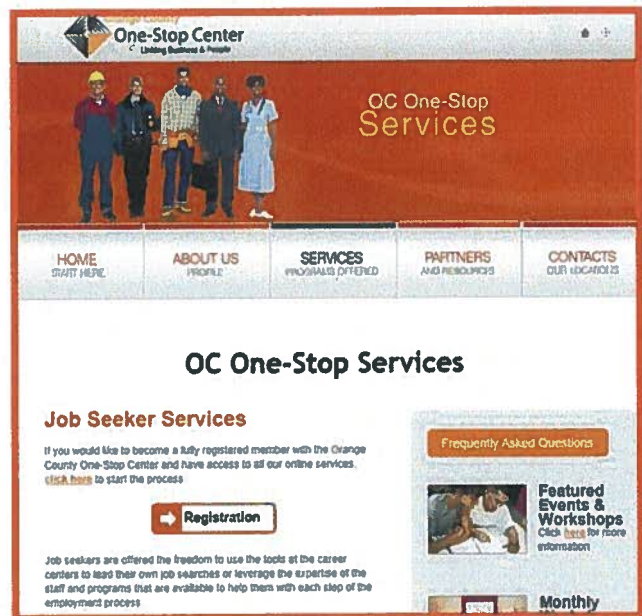 Orange County
One-Stop Center
Linking Business & People
OC One-Stop
Services
HOME
START HERE
ABOUT US
PROFILE
SERVICES
PROGRAMS OFFERED
PARTNERS
AND RESOURCES
CONTACTS
OUR LOCATIONS
OC One-Stop Services
Job Seeker Services
If you would like to become a fully registered member with the Orange
County One-Stop Center and have access to all our online services,
click here to start the process
Registration
Job seekers are offered the freedom to use the tools at the career
centers to lead their own job searches or leverage the expertise of the
staff and programs that are available to help them with each step of the
employment process
Frequently Asked Questions
Featured
Events &
Workshops
Click here for more
information
Monthly